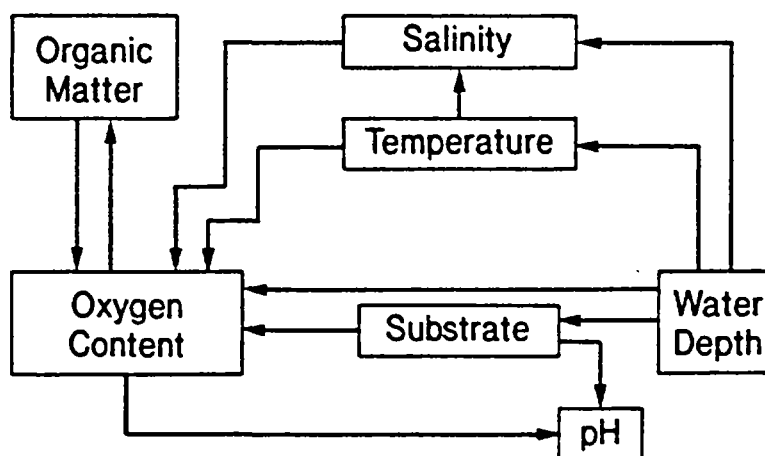 Organic
Matter
Salinity
Temperature
Oxygen
Content
Substrate
Water
Depth
pH